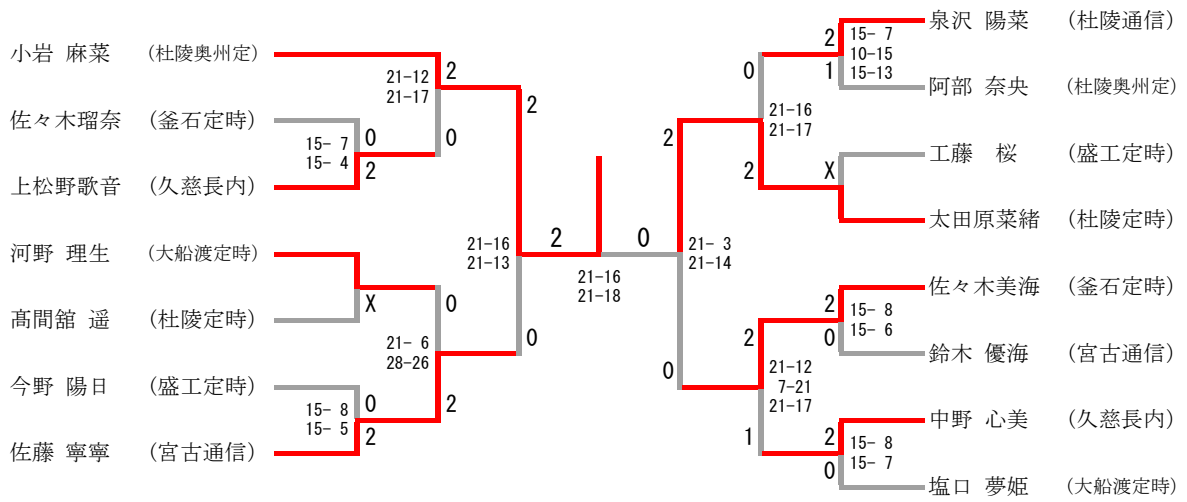 小岩 麻菜 (杜陵奥州定)
佐々木瑠奈 (釜石定時)
上松野歌音 (久慈長内)
河野 理生 (大船渡定時)
髙間舘 遥 (杜陵定時)
今野 陽日 (盛工定時)
佐藤 寧寧 (宮古通信)
0
15- 7
15- 4
2
X
0
15- 8
15- 5
2
2
21-12
21-17
0
0
21- 6
28-26
2
2
21-16
21-13
0
2
0
21-16
21-18
2
21- 3
21-14
0
0
21-16
21-17
2
2
21-12
7-21
21-17
1
2
15- 7
10-15
15-13
1
X
2
15- 8
15- 6
0
2
15- 8
15- 7
0
泉沢 陽菜 (杜陵通信)
阿部 奈央 (杜陵奥州定)
工藤 桜 (盛工定時)
太田原菜緒 (杜陵定時)
佐々木美海 (釜石定時)
鈴木 優海 (宮古通信)
中野 心美 (久慈長内)
塩口 夢姫 (大船渡定時)